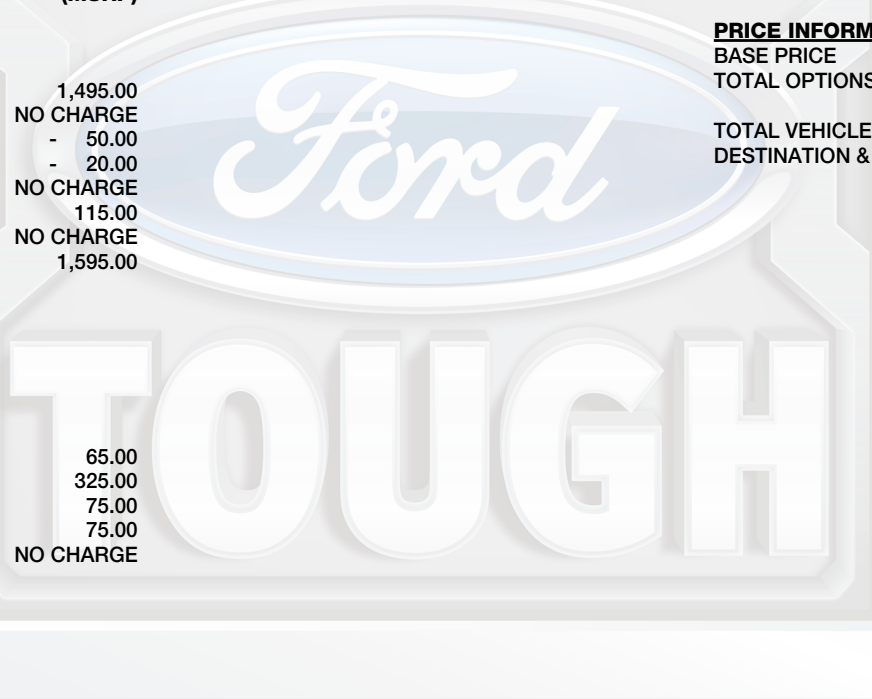 1,495.00
NO CHARGE
- 50.00
- 20.00
NO CHARGE
115.00
NO CHARGE
1,595.00
65.00
325.00
75.00
75.00
NO CHARGE
PRICE INFORM
BASE PRICE
TOTAL OPTIONS
TOTAL VEHICLE
DESTINATION &
Ford
TOUGH